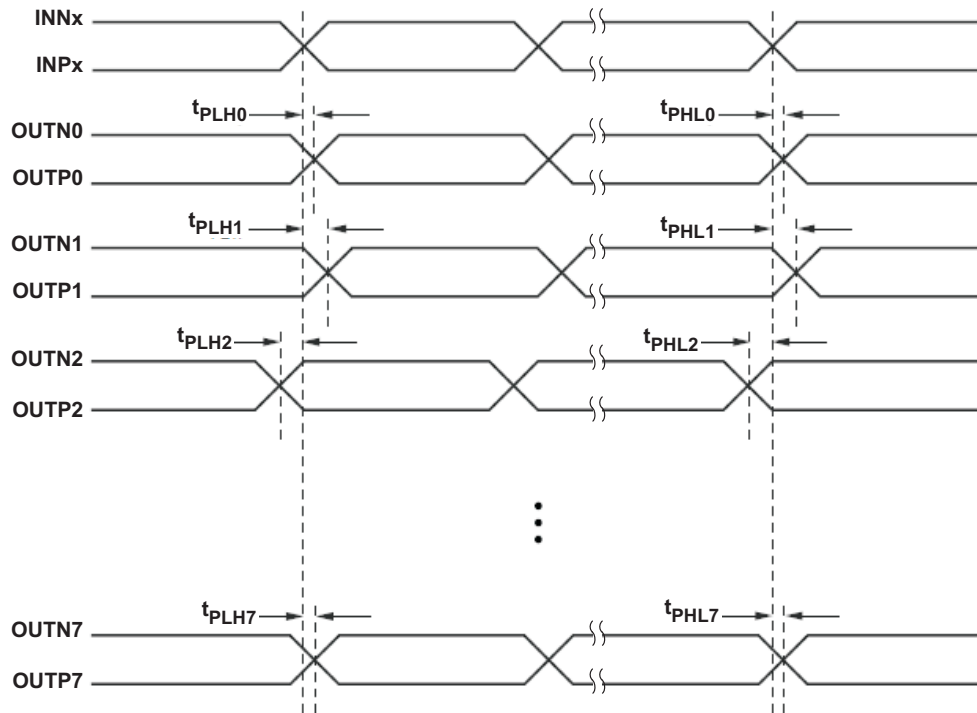 INNx
INPx
tPLH0 tPHL0
OUTN0
OUTP0
tPLH1 tPHL1
OUTN1
OUTP1
tPLH2 tPHL2
OUTN2
OUTP2
tPLH7 tPHL7
OUTN7
OUTP7